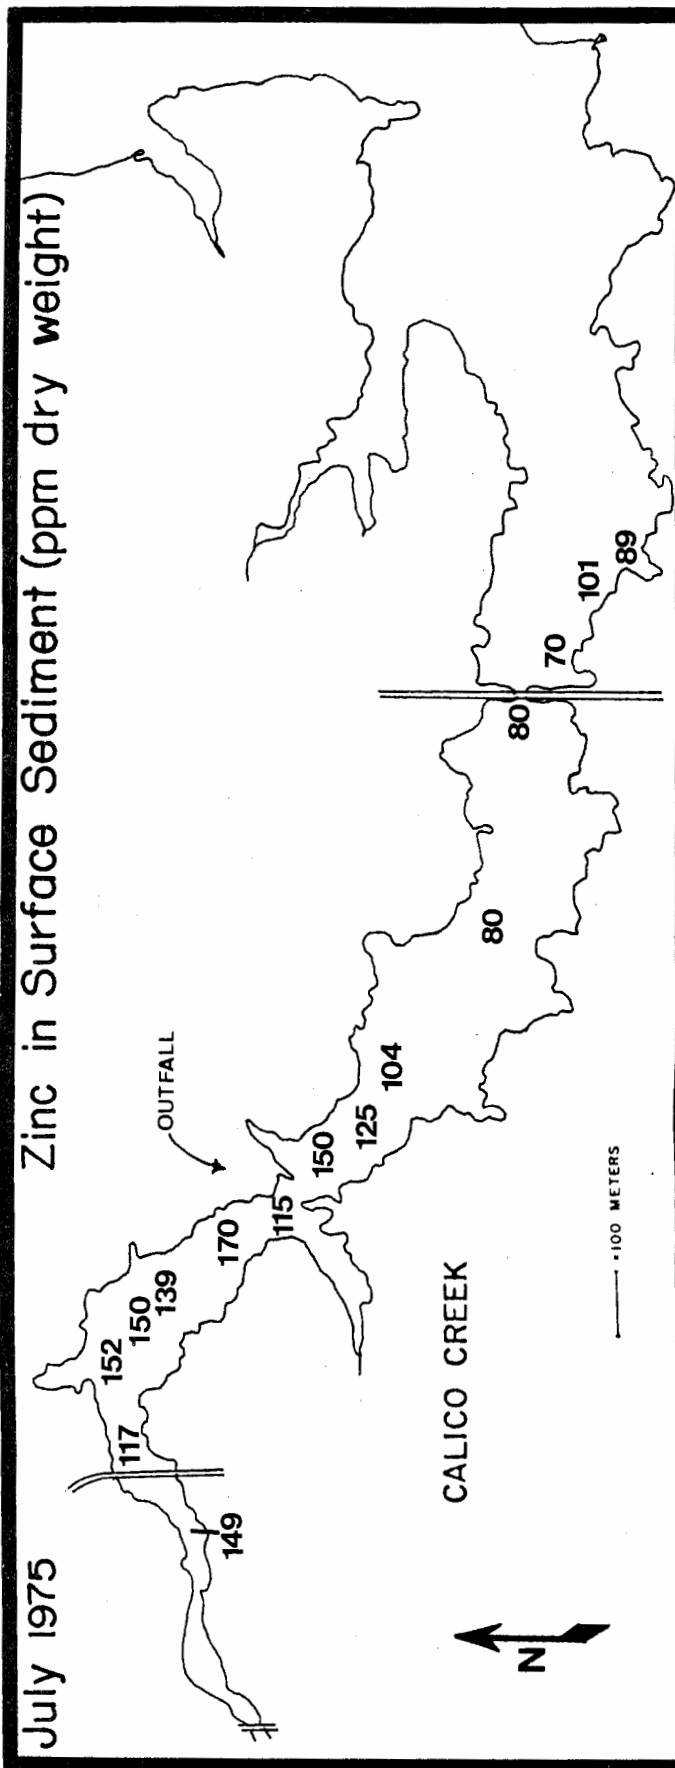 July 1975
Zinc in Surface Sediment (ppm dry weight)
OUTFALL
149
117
152
150
139
170
115
150
125
104
80
80
70
101
89
CALICO CREEK
=100 METERS
N